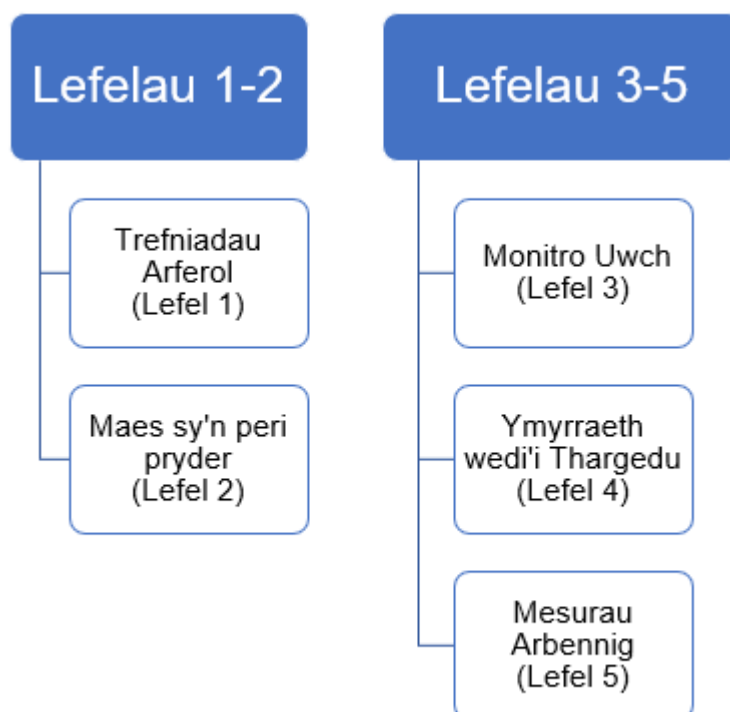 Lefelau 1-2
Trefniadau
Arferol
(Lefel 1)
Maes sy'n peri
pryder
(Lefel 2)
Lefelau 3-5
Monitro Uwch
(Lefel 3)
Ymyrraeth
wedi'i Thargedu
(Lefel 4)
Mesurau
Arbennig
(Lefel 5)